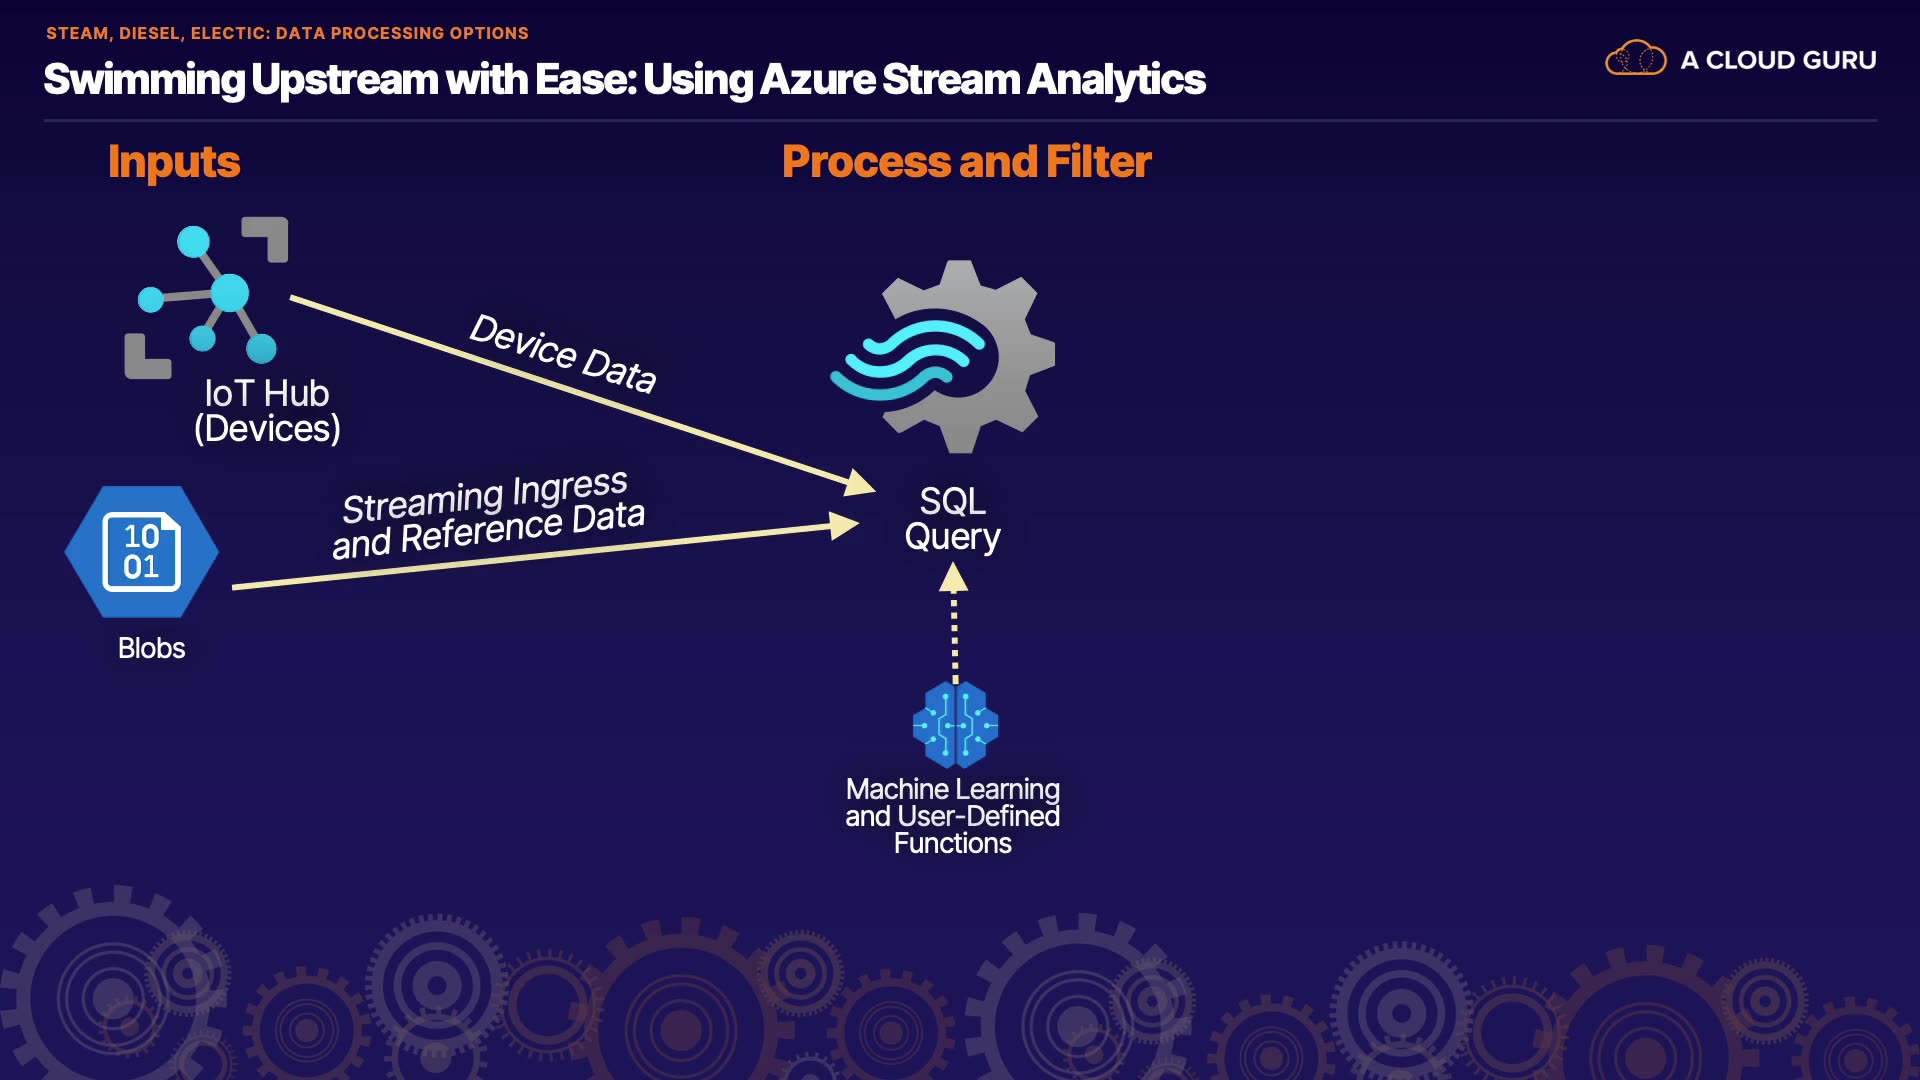 STEAM, DIESEL, ELECTIC: DATA PROCESSING OPTIONS
Swimming Upstream with Ease: Using Azure Stream Analytics
A CLOUD GURU
Inputs
Process and Filter
Device Data
IoT Hub
(Devices)
Streaming Ingress
and Reference Data
SQL
Query
10
01
Blobs
Machine Learning
and User-Defined
Functions